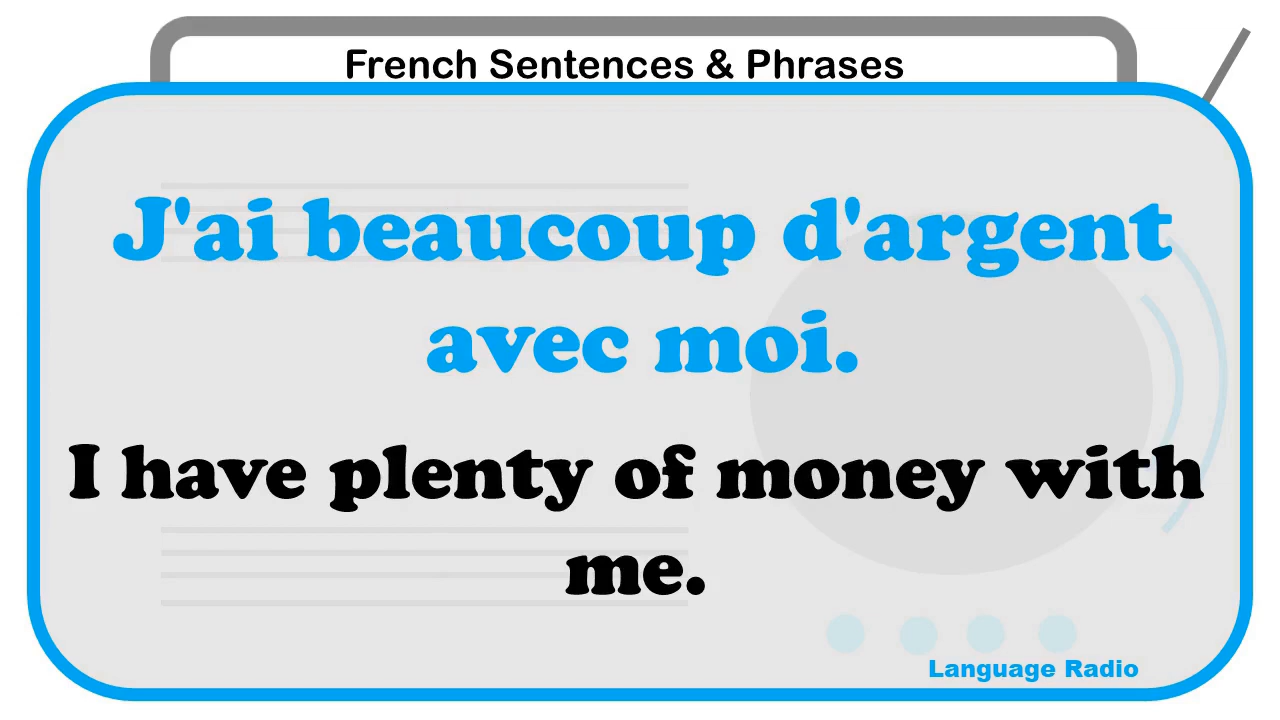 French Sentences & Phrases
J'ai beaucoup d'argent
avec moi.
I have plenty of money with
me.
Language Radio